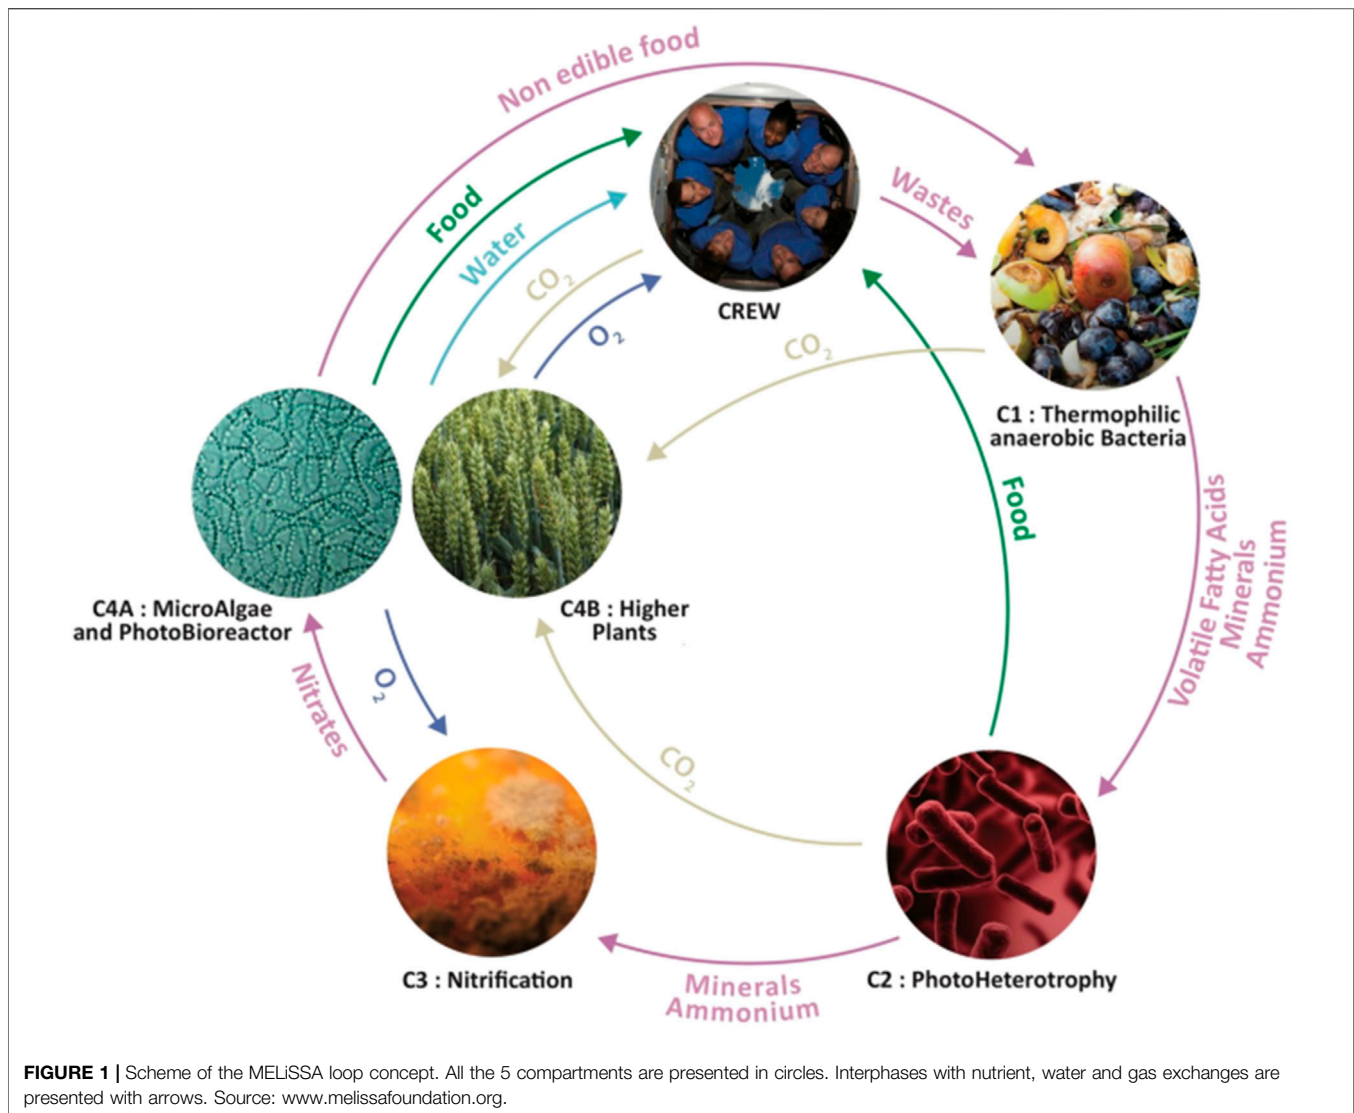 Non edible food
Food
Water
CO2
O2
Wastes
CREW
CO2
C1 : Thermophilic
anaerobic Bacteria
Food
Volatile Fatty Acids
Minerals
Ammonium
C4A : MicroAlgae
and PhotoBioreactor
C4B : Higher
Plants
Nitrates
O2
CO2
C3 : Nitrification
Minerals
Ammonium
C2 : PhotoHeterotrophy
FIGURE 1 | Scheme of the MELiSSA loop concept. All the 5 compartments are presented in circles. Interphases with nutrient, water and gas exchanges are
presented with arrows. Source: www.melissafoundation.org.